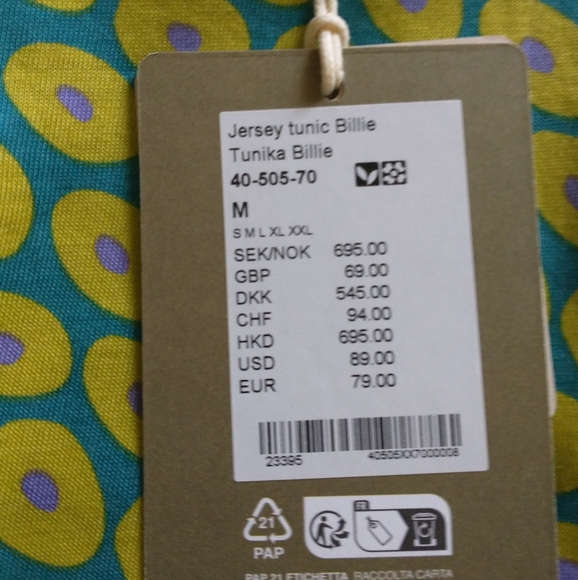 Jersey tunic Billie
Tunika Billie
40-505-70
M
S M L XL XXL
SEK/NOK 695.00
GBP 69.00
DKK 545.00
CHF 94.00
HKD 695.00
USD 89.00
EUR 79.00
23395 40505XX7000008
21
PAP
FR
PAP 21 ETICHETTA RACCOLTA CARTA